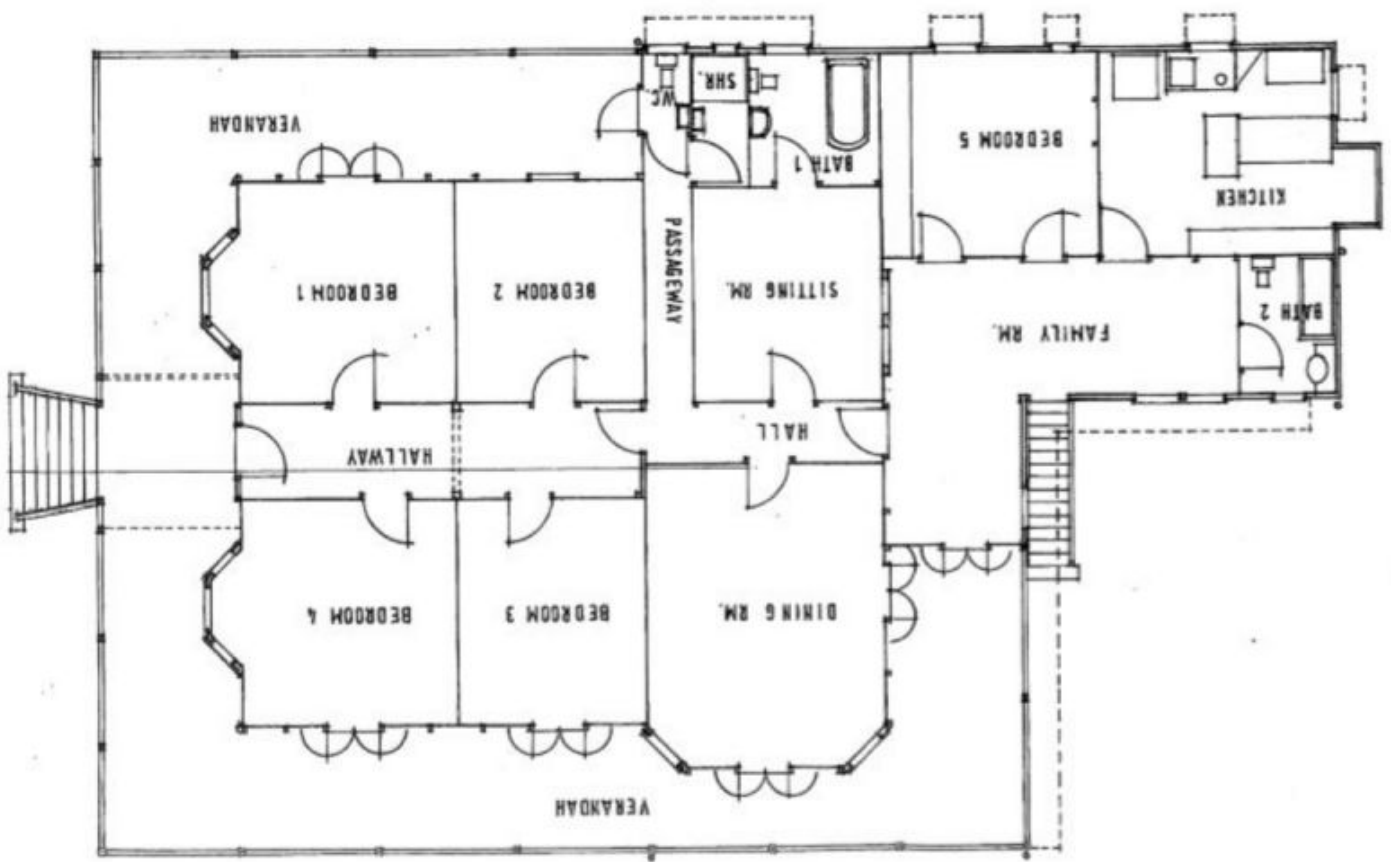 VERANDAH
DINING RM.
BEDROOM 3
BEDROOM 4
HALL
HALLWAY
FAMILY RM.
BATH 2
SITTING RM.
BEDROOM 2
BEDROOM 1
PASSAGEWAY
KITCHEN
BATH 1
BEDROOM 5
VERANDAH
WC
SHR.